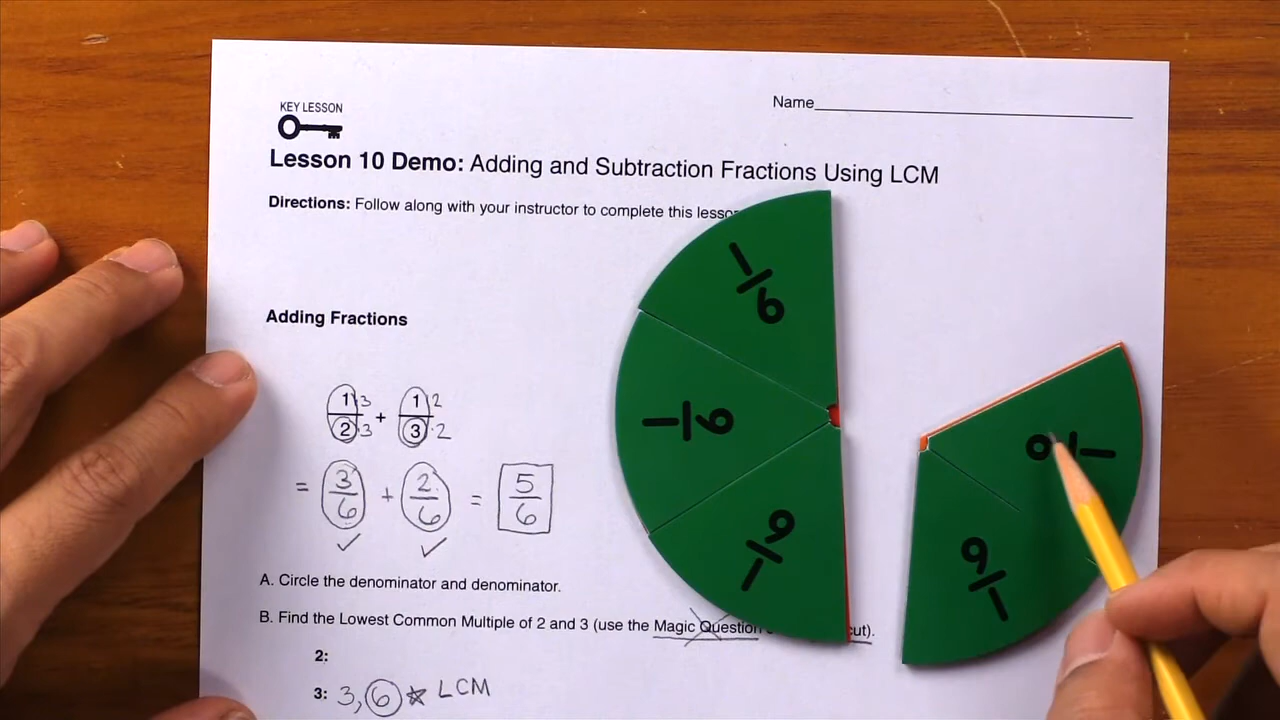 KEY LESSON
Name
Lesson 10 Demo: Adding and Subtraction Fractions Using LCM
Directions: Follow along with your instructor to complete this
Adding Fractions
1·3/2·3 + 1·2/3·2
= 3/6 + 2/6 = 5/6
A. Circle the denominator and denominator.
B. Find the Lowest Common Multiple of 2 and 3 (use the Magic Question
2:
3: 3, 6 LCM
1/6
1/6
1/6
1/6
1/6